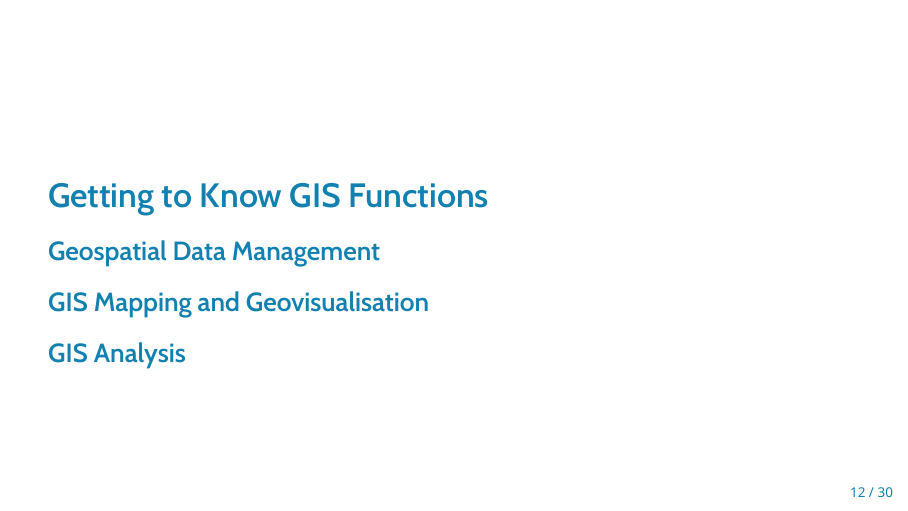 Getting to Know GIS Functions
Geospatial Data Management
GIS Mapping and Geovisualisation
GIS Analysis
12 / 30